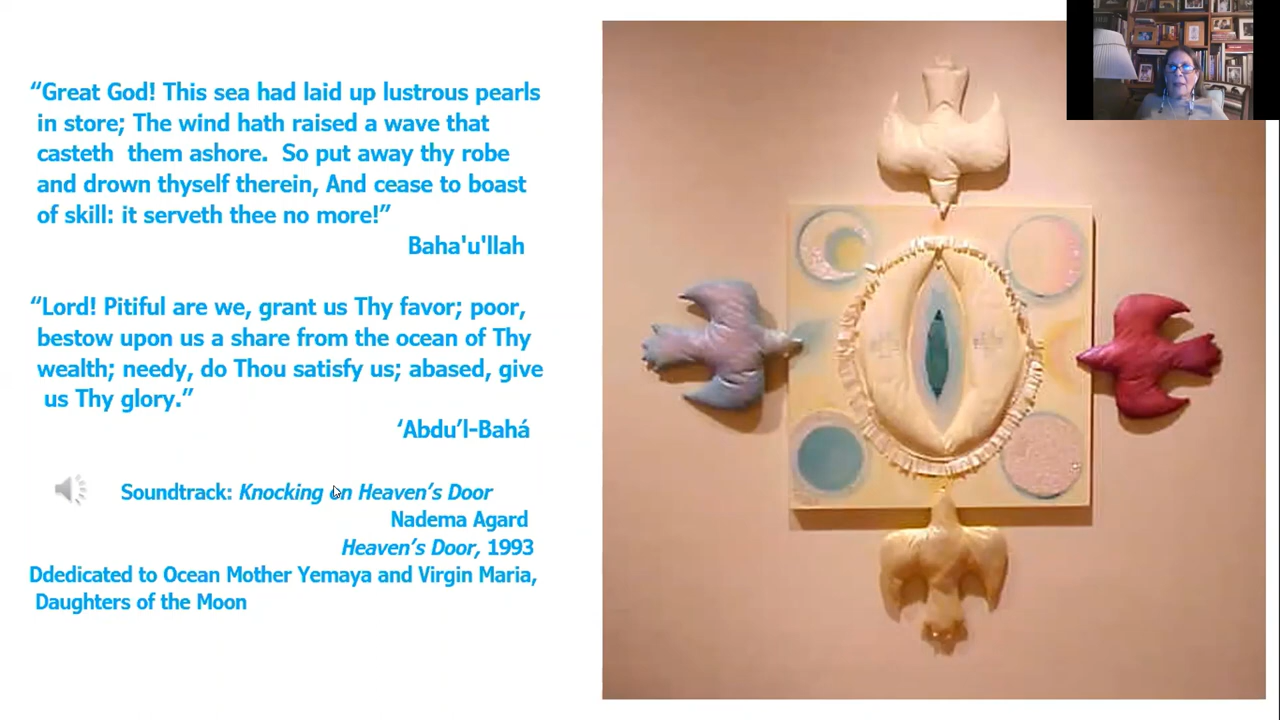 “Great God! This sea had laid up lustrous pearls
in store; The wind hath raised a wave that
casteth them ashore. So put away thy robe
and drown thyself therein, And cease to boast
of skill: it serveth thee no more!”
Baha'u'llah
“Lord! Pitiful are we, grant us Thy favor; poor,
bestow upon us a share from the ocean of Thy
wealth; needy, do Thou satisfy us; abased, give
us Thy glory.”
‘Abdu’l-Bahá
Soundtrack: Knocking on Heaven’s Door
Nadema Agard
Heaven’s Door, 1993
Ddedicated to Ocean Mother Yemaya and Virgin Maria,
Daughters of the Moon